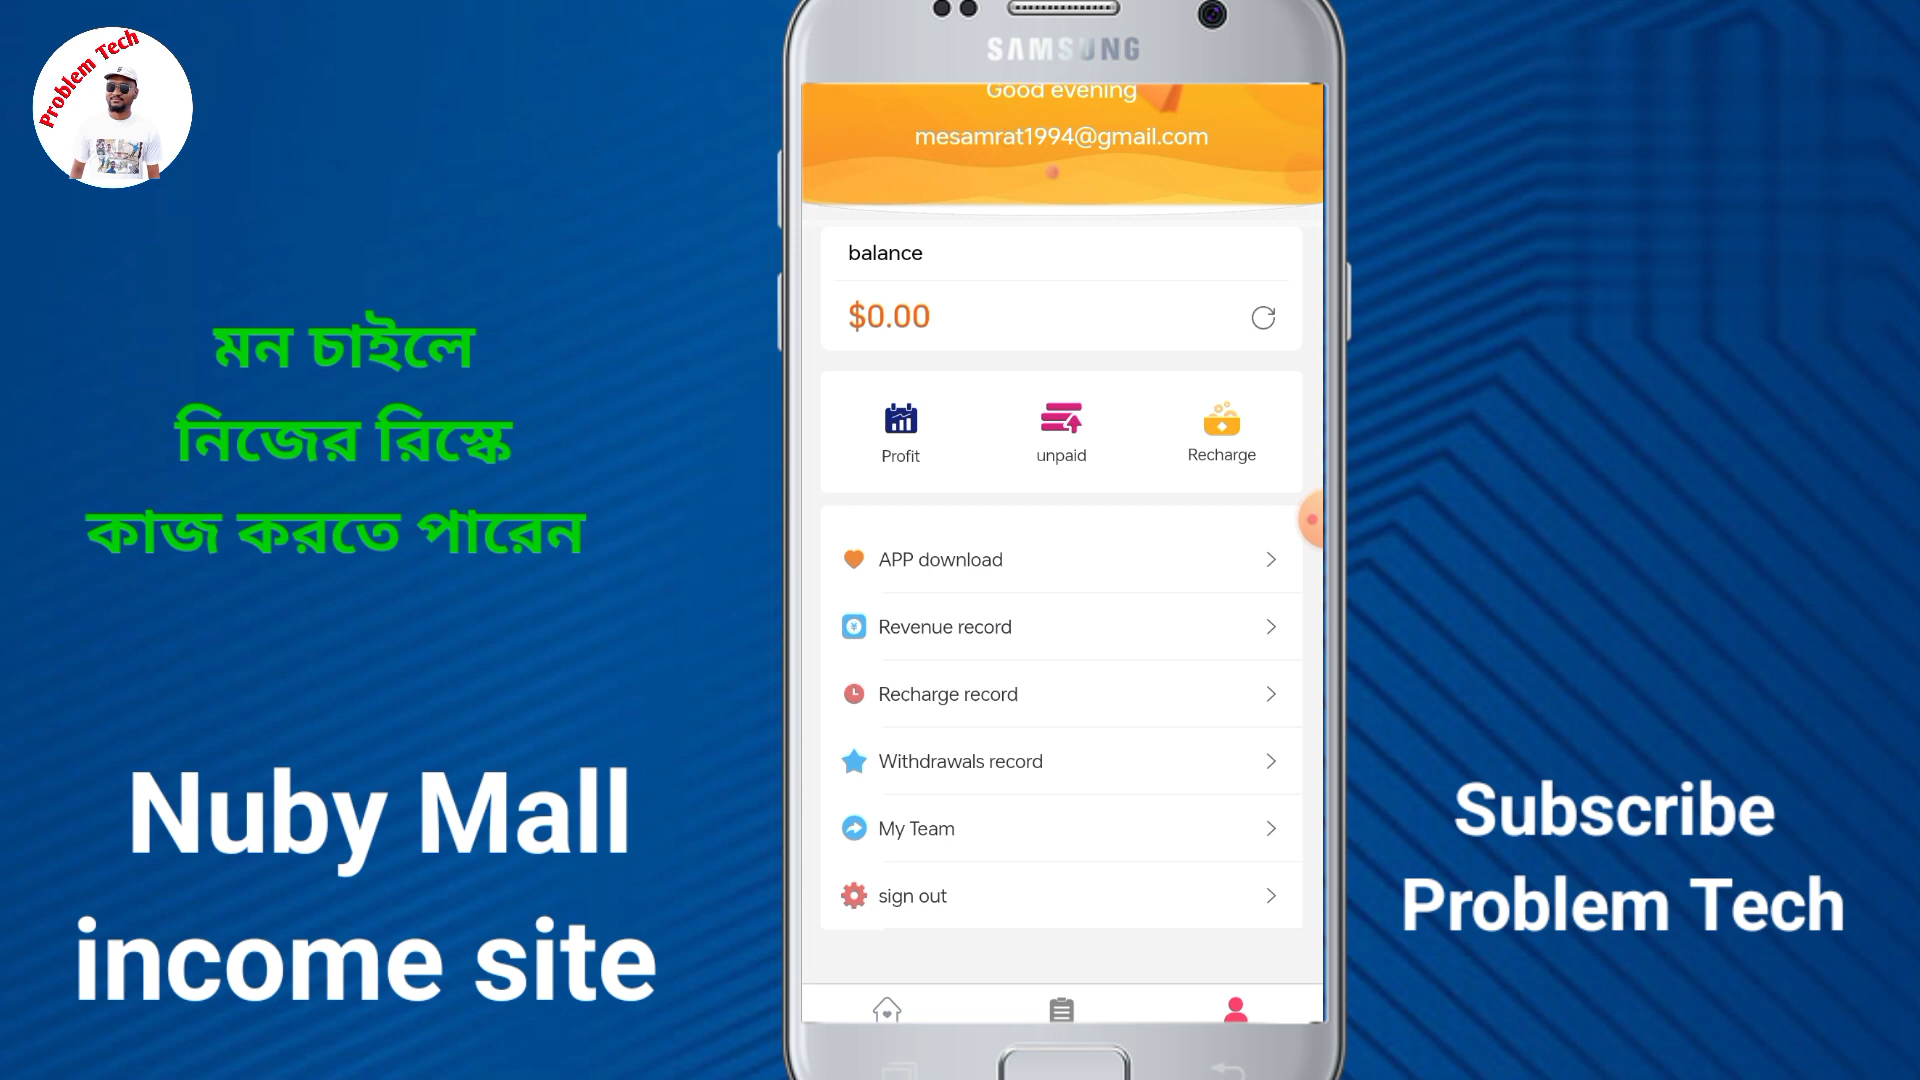 Problem Tech
SAMSUNG
Good evening
mesamrat1994@gmail.com
balance
$0.00
Profit
unpaid
Recharge
APP download
Revenue record
Recharge record
Withdrawals record
My Team
sign out
মন চাইলে
নিজের রিস্কে
কাজ করতে পারেন
Nuby Mall
income site
Subscribe
Problem Tech